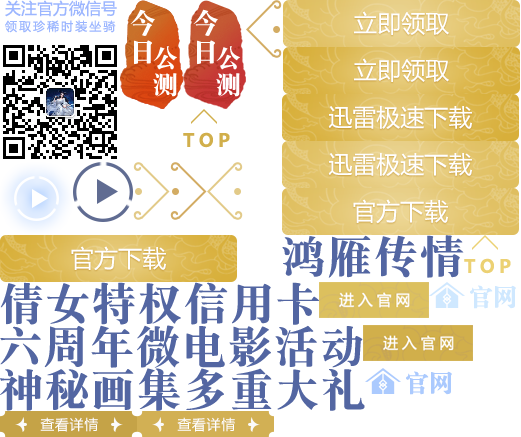 关注官方微信号
领取珍稀时装坐骑
今日公测
今日公测
立即领取
立即领取
迅雷极速下载
迅雷极速下载
官方下载
TOP
官方下载
鸿雁传情
TOP
倩女特权信用卡
进入官网
官网
六周年微电影活动
进入官网
神秘画集多重大礼
官网
查看详情
查看详情